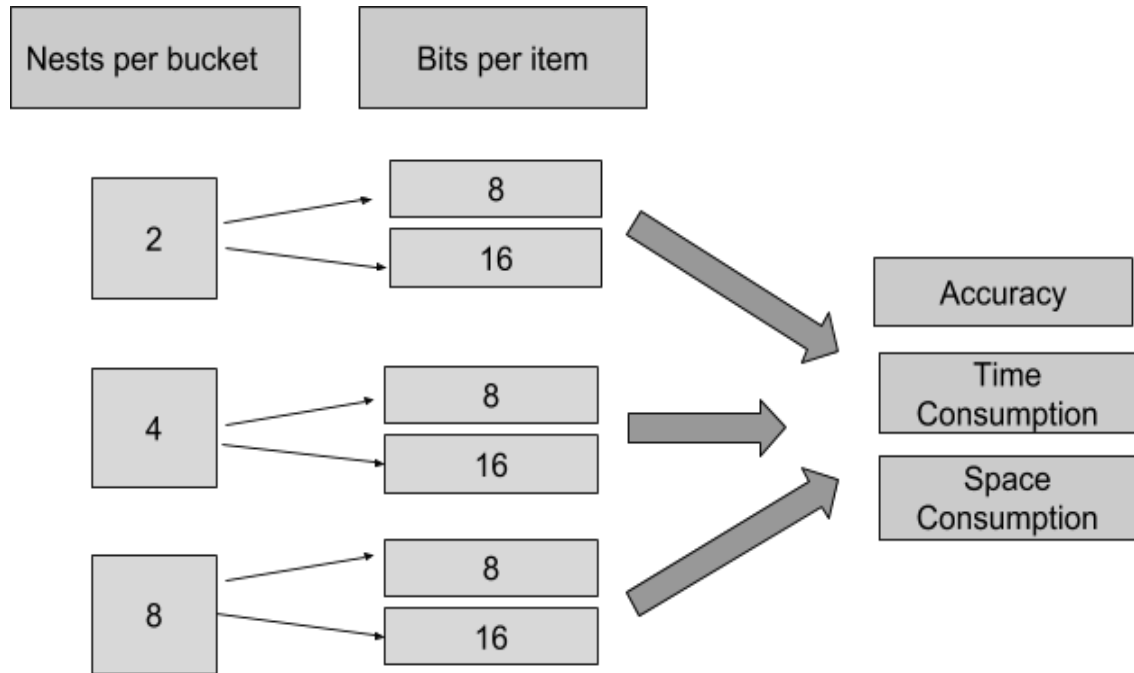 Nests per bucket
Bits per item
2
8
16
4
8
16
8
8
16
Accuracy
Time
Consumption
Space
Consumption